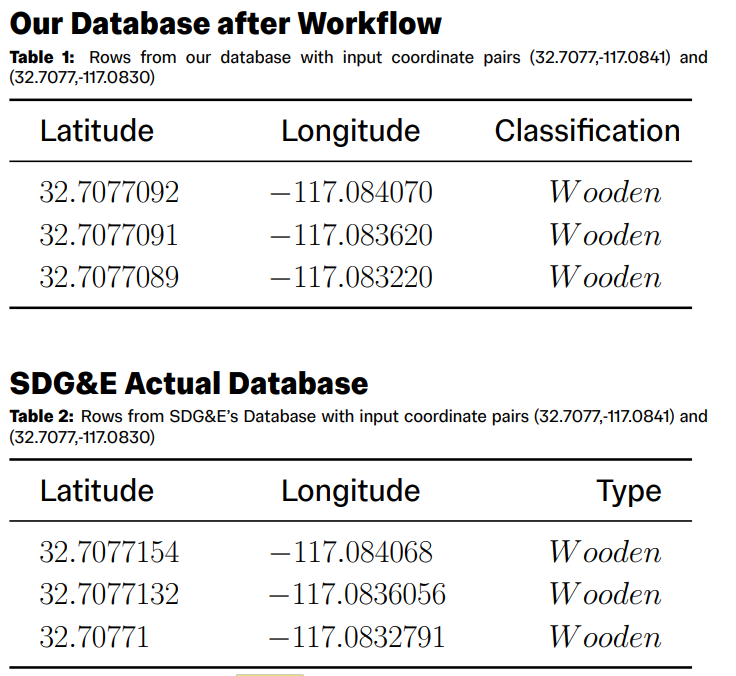 Our Database after Workflow
Table 1: Rows from our database with input coordinate pairs (32.7077,-117.0841) and
(32.7077,-117.0830)
Latitude Longitude Classification
32.7077092 −117.084070 Wooden
32.7077091 −117.083620 Wooden
32.7077089 −117.083220 Wooden
SDG&E Actual Database
Table 2: Rows from SDG&E’s Database with input coordinate pairs (32.7077,-117.0841) and
(32.7077,-117.0830)
Latitude Longitude Type
32.7077154 −117.084068 Wooden
32.7077132 −117.0836056 Wooden
32.70771 −117.0832791 Wooden